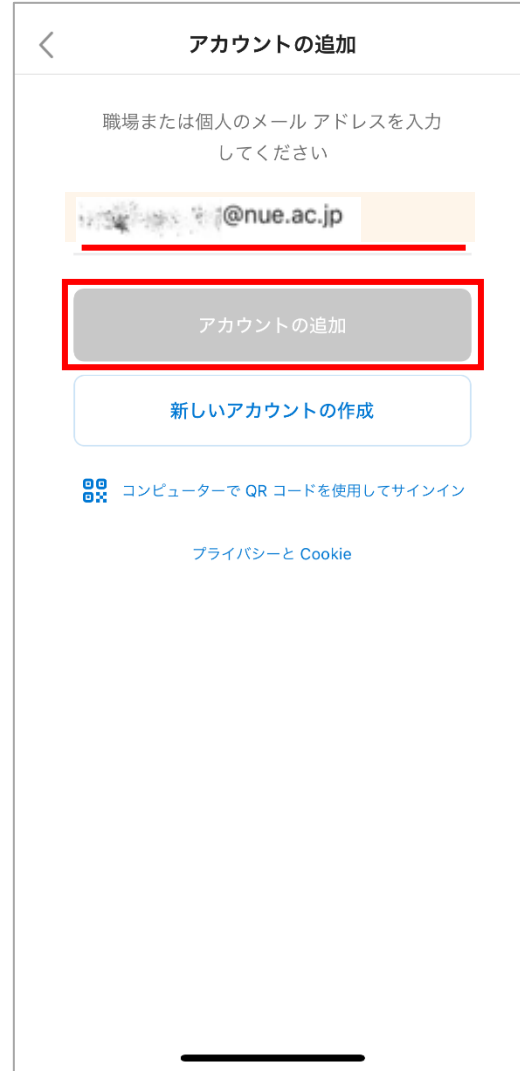 アカウントの追加
職場または個人のメール アドレスを入力
してください
@nue.ac.jp
アカウントの追加
新しいアカウントの作成
コンピューターで QR コードを使用してサインイン
プライバシーと Cookie